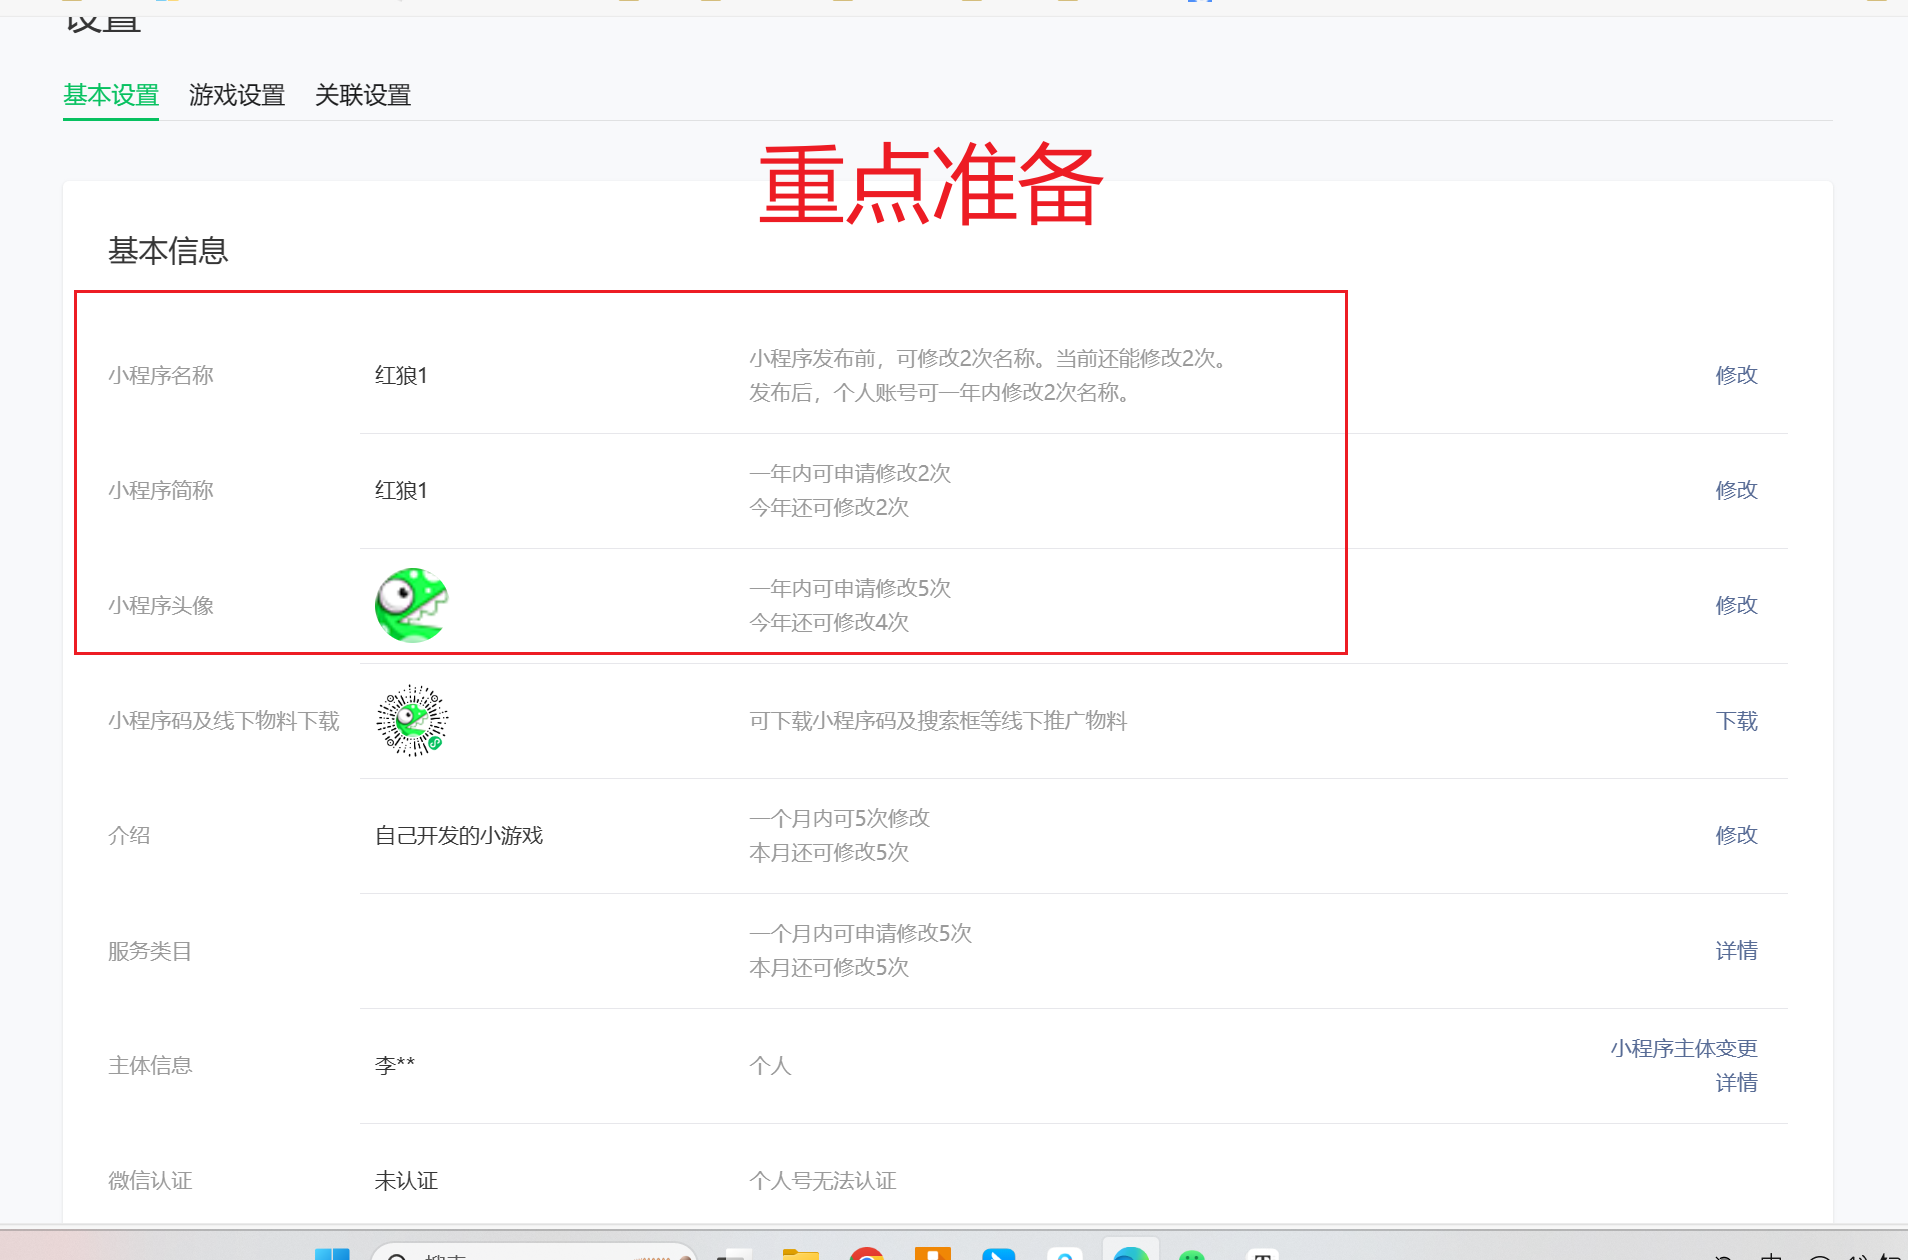 设置
基本设置 游戏设置 关联设置
重点准备
基本信息
小程序名称 红狼1 小程序发布前，可修改2次名称。当前还能修改2次。 修改
发布后，个人账号可一年内修改2次名称。
小程序简称 红狼1 一年内可申请修改2次 修改
今年还可修改2次
小程序头像 一年内可申请修改5次 修改
今年还可修改4次
小程序码及线下物料下载 可下载小程序码及搜索框等线下推广物料 下载
介绍 自己开发的小游戏 一个月内可5次修改 修改
本月还可修改5次
服务类目 一个月内可申请修改5次 详情
本月还可修改5次
主体信息 李** 个人 小程序主体变更
详情
微信认证 未认证 个人号无法认证
搜索